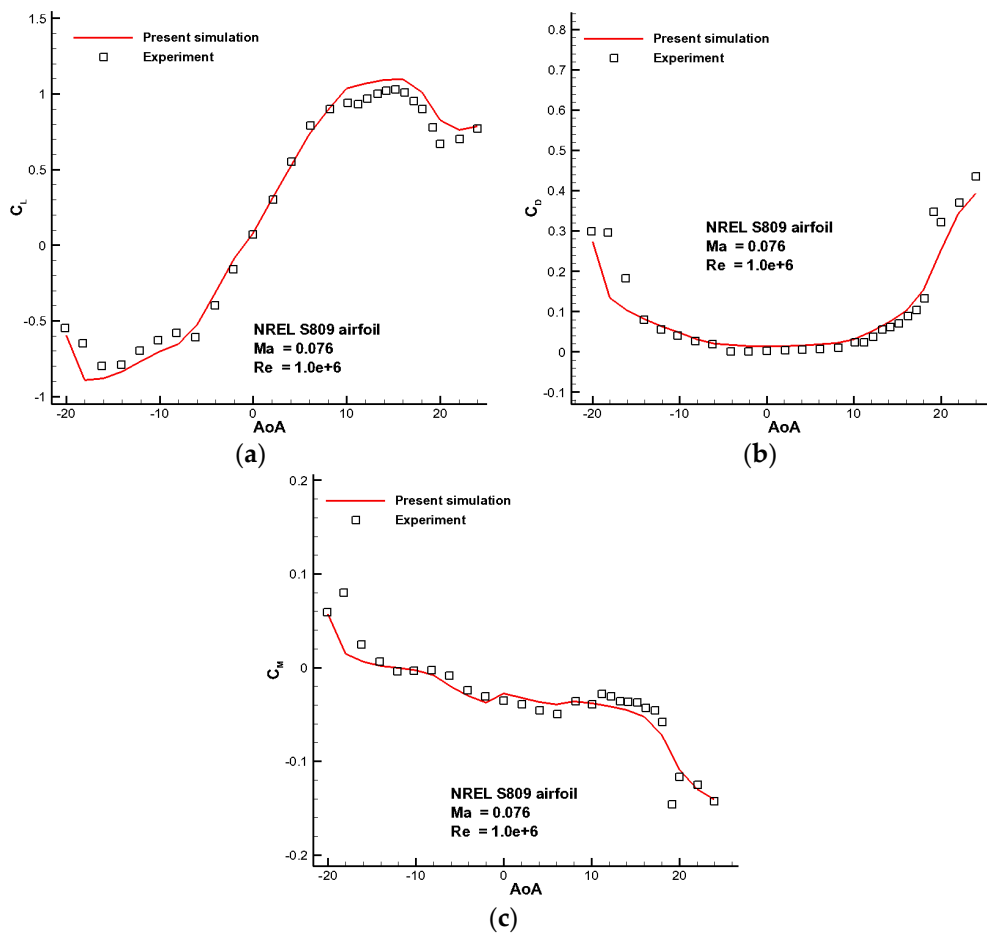 1.5
Present simulation
Experiment
1
0.5
C_L
0
-0.5
NREL S809 airfoil
Ma = 0.076
Re = 1.0e+6
-1
-20 -10 0 10 20
AoA
(a)
0.8
Present simulation
Experiment
0.7
0.6
0.5
0.4
C_D
0.3
NREL S809 airfoil
Ma = 0.076
Re = 1.0e+6
0.2
0.1
0
-0.1
-20 -10 0 10 20
AoA
(b)
0.2
Present simulation
Experiment
0.1
C_M
0
-0.1
NREL S809 airfoil
Ma = 0.076
Re = 1.0e+6
-0.2
-20 -10 0 10 20
AoA
(c)